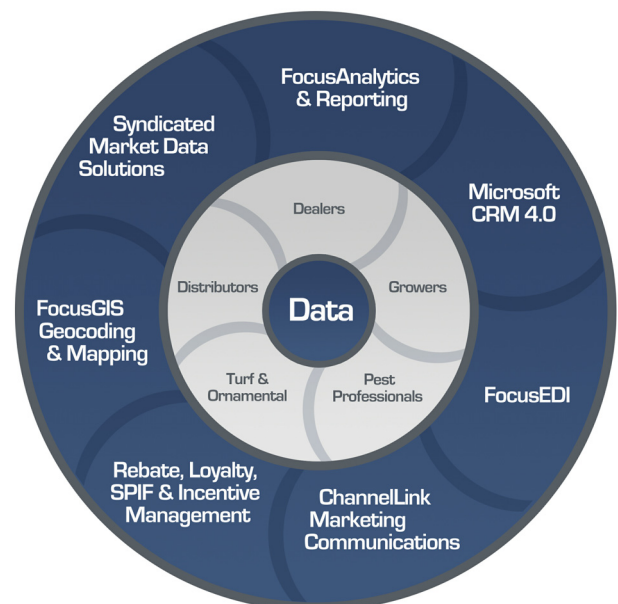 FocusAnalytics
& Reporting
Syndicated
Market Data
Solutions
Microsoft
CRM 4.0
Dealers
Distributors
Growers
Data
FocusGIS
Geocoding
& Mapping
Turf &
Ornamental
Pest
Professionals
FocusEDI
Rebate, Loyalty,
SPIF & Incentive
Management
ChannelLink
Marketing
Communications